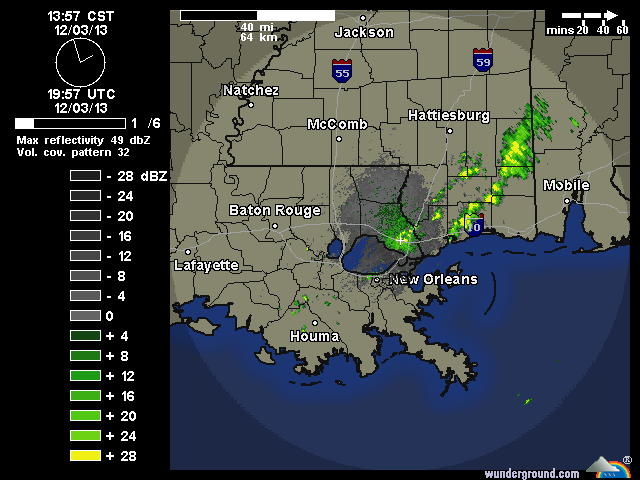 13:57 CST
12/03/13
19:57 UTC
12/03/13
1 /6
Max reflectivity 49 dbZ
Vol. cov. pattern 32
- 28 dBZ
- 24
- 20
- 16
- 12
- 8
- 4
0
+ 4
+ 8
+ 12
+ 16
+ 20
+ 24
+ 28
40 mi
64 km
mins 20 40 60
Jackson
55
59
Natchez
McComb
Hattiesburg
Mobile
Baton Rouge
10
Lafayette
New Orleans
Houma
wunderground.com
®